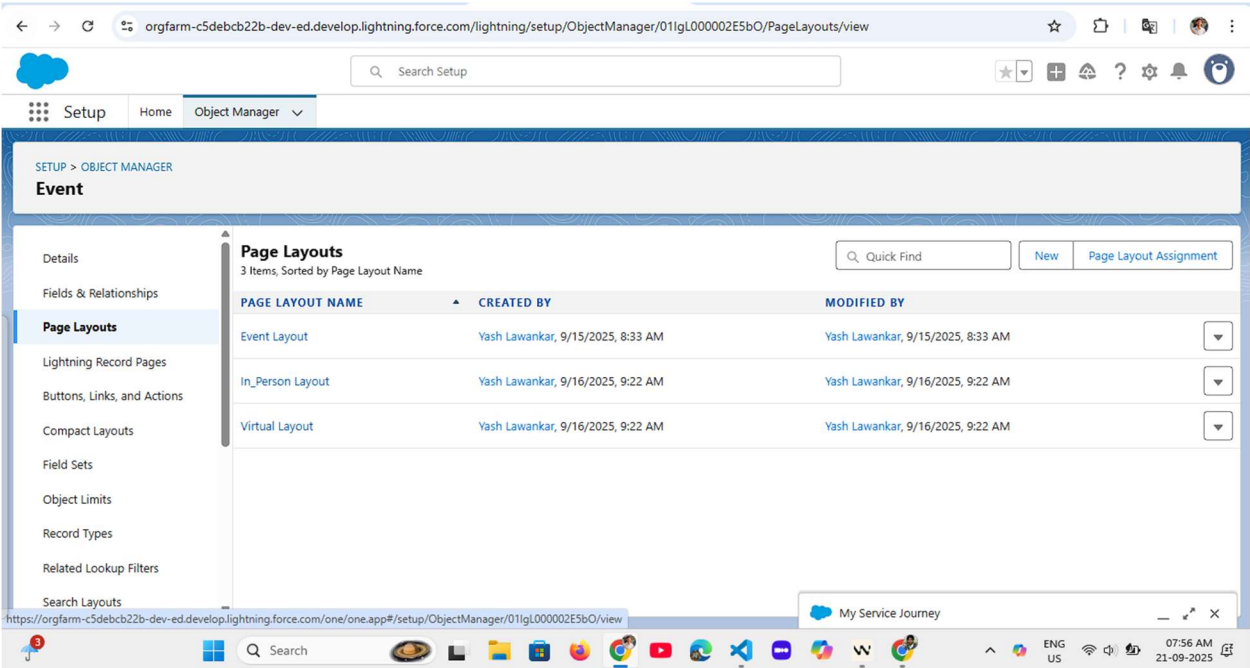 orgfarm-c5debcb22b-dev-ed.develop.lightning.force.com/lightning/setup/ObjectManager/01IgL000002E5bO/PageLayouts/view
Search Setup
Setup Home Object Manager
SETUP > OBJECT MANAGER
Event
Details
Fields & Relationships
Page Layouts
Lightning Record Pages
Buttons, Links, and Actions
Compact Layouts
Field Sets
Object Limits
Record Types
Related Lookup Filters
Search Layouts
Page Layouts
3 Items, Sorted by Page Layout Name
Quick Find
New
Page Layout Assignment
PAGE LAYOUT NAME CREATED BY MODIFIED BY
Event Layout Yash Lawankar, 9/15/2025, 8:33 AM Yash Lawankar, 9/15/2025, 8:33 AM
In_Person Layout Yash Lawankar, 9/16/2025, 9:22 AM Yash Lawankar, 9/16/2025, 9:22 AM
Virtual Layout Yash Lawankar, 9/16/2025, 9:22 AM Yash Lawankar, 9/16/2025, 9:22 AM
https://orgfarm-c5debcb22b-dev-ed.develop.lightning.force.com/one/one.app#/setup/ObjectManager/01IgL000002E5bO/view
My Service Journey
3
Search
ENG
US
07:56 AM
21-09-2025